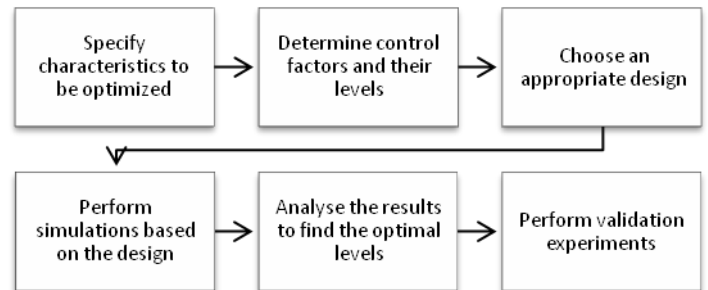 Specify
characteristics to
be optimized
Determine control
factors and their
levels
Choose an
appropriate design
Perform
simulations based
on the design
Analyse the results
to find the optimal
levels
Perform validation
experiments